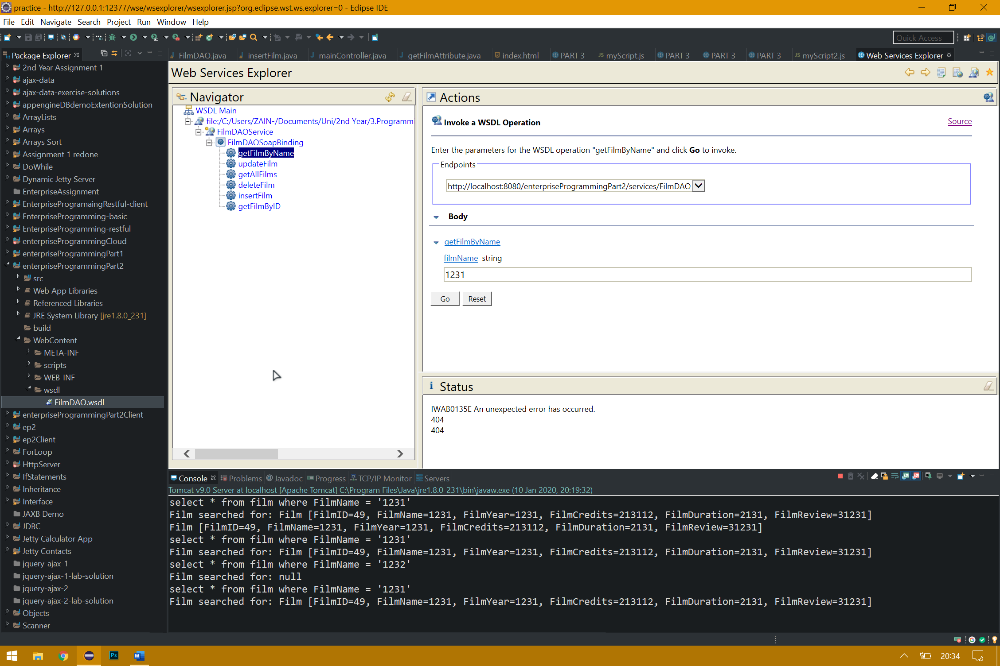 practice - http://127.0.0.1:12377/wse/wsexplorer/wsexplorer.jsp?org.eclipse.wst.ws.explorer=0 - Eclipse IDE
File Edit Navigate Search Project Run Window Help
Quick Access
Package Explorer
FilmDAO.java insertFilm.java mainController.java getFilmAttribute.java index.html PART 3 myScript.js PART 3 PART 3 PART 3 myScript2.js Web Services Explorer
2nd Year Assignment 1
ajax-data
ajax-data-exercise-solutions
appengineDBdemoExtentionSolution
ArrayLists
Arrays
Arrays Sort
Assignment 1 redone
DoWhile
Dynamic Jetty Server
EnterpriseAssignment
EnterpriseProgramaingRestful-client
EnterpriseProgramming-basic
EnterpriseProgramming-restful
enterpriseProgrammingCloud
enterpriseProgrammingPart1
enterpriseProgrammingPart2
src
Web App Libraries
Referenced Libraries
JRE System Library [jre1.8.0_231]
build
WebContent
META-INF
scripts
WEB-INF
wsdl
FilmDAO.wsdl
enterpriseProgrammingPart2Client
ep2
ep2Client
ForLoop
HttpServer
IfStatements
Inheritance
Interface
JAXB Demo
JDBC
Jetty Calculator App
Jetty Contacts
jquery-ajax-1
jquery-ajax-1-lab-solution
jquery-ajax-2
jquery-ajax-2-lab-solution
Objects
Scanner
Web Services Explorer
Navigator
WSDL Main
file:/C:/Users/ZAIN-/Documents/Uni/2nd Year/3.Programmi
FilmDAOService
FilmDAOSoapBinding
getFilmByName
updateFilm
getAllFilms
deleteFilm
insertFilm
getFilmByID
Actions
Invoke a WSDL Operation
Source
Enter the parameters for the WSDL operation "getFilmByName" and click Go to invoke.
Endpoints
http://localhost:8080/enterpriseProgrammingPart2/services/FilmDAO
Body
getFilmByName
filmName string
1231
Go Reset
Status
IWAB0135E An unexpected error has occurred.
404
404
Console Problems Javadoc Progress TCP/IP Monitor Servers
Tomcat v9.0 Server at localhost [Apache Tomcat] C:\Program Files\Java\jre1.8.0_231\bin\javaw.exe (10 Jan 2020, 20:19:32)
select * from film where FilmName = '1231'
Film searched for: Film [FilmID=49, FilmName=1231, FilmYear=1231, FilmCredits=213112, FilmDuration=2131, FilmReview=31231]
Film [FilmID=49, FilmName=1231, FilmYear=1231, FilmCredits=213112, FilmDuration=2131, FilmReview=31231]
select * from film where FilmName = '1231'
Film searched for: Film [FilmID=49, FilmName=1231, FilmYear=1231, FilmCredits=213112, FilmDuration=2131, FilmReview=31231]
select * from film where FilmName = '1232'
Film searched for: null
select * from film where FilmName = '1231'
Film searched for: Film [FilmID=49, FilmName=1231, FilmYear=1231, FilmCredits=213112, FilmDuration=2131, FilmReview=31231]
20:34